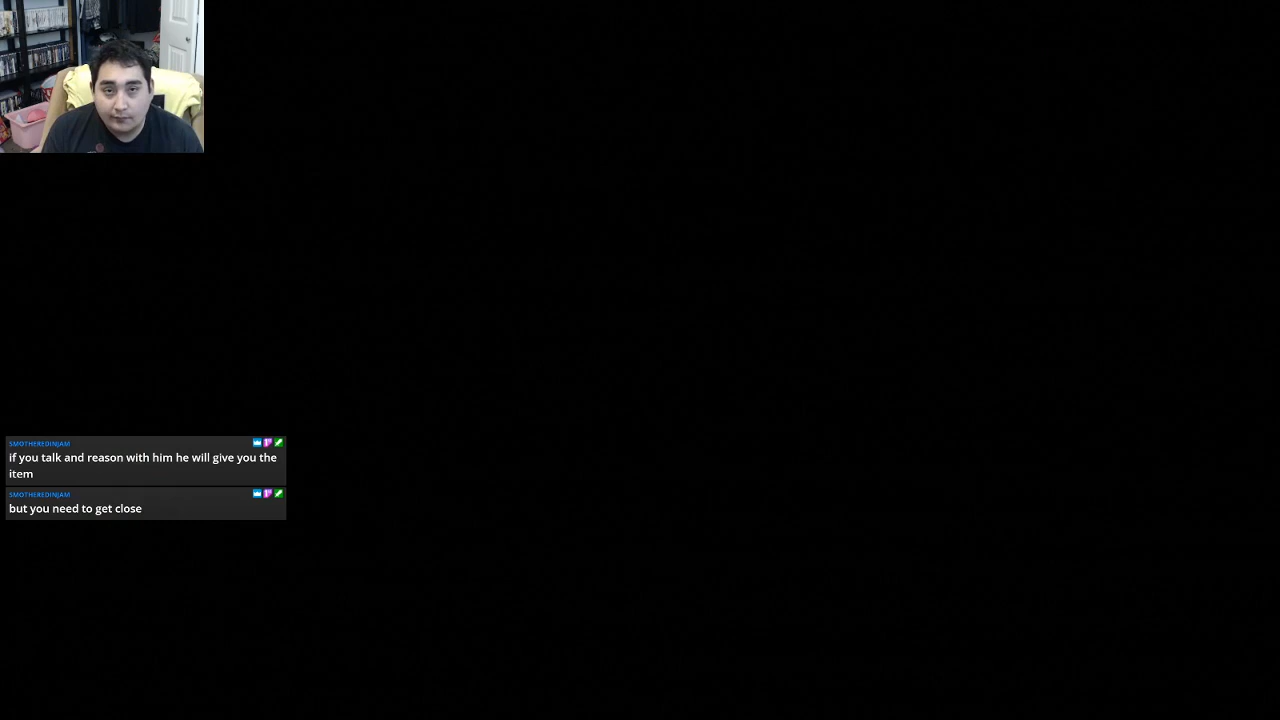 SMOTHEREDINJAM
if you talk and reason with him he will give you the
item
SMOTHEREDINJAM
but you need to get close